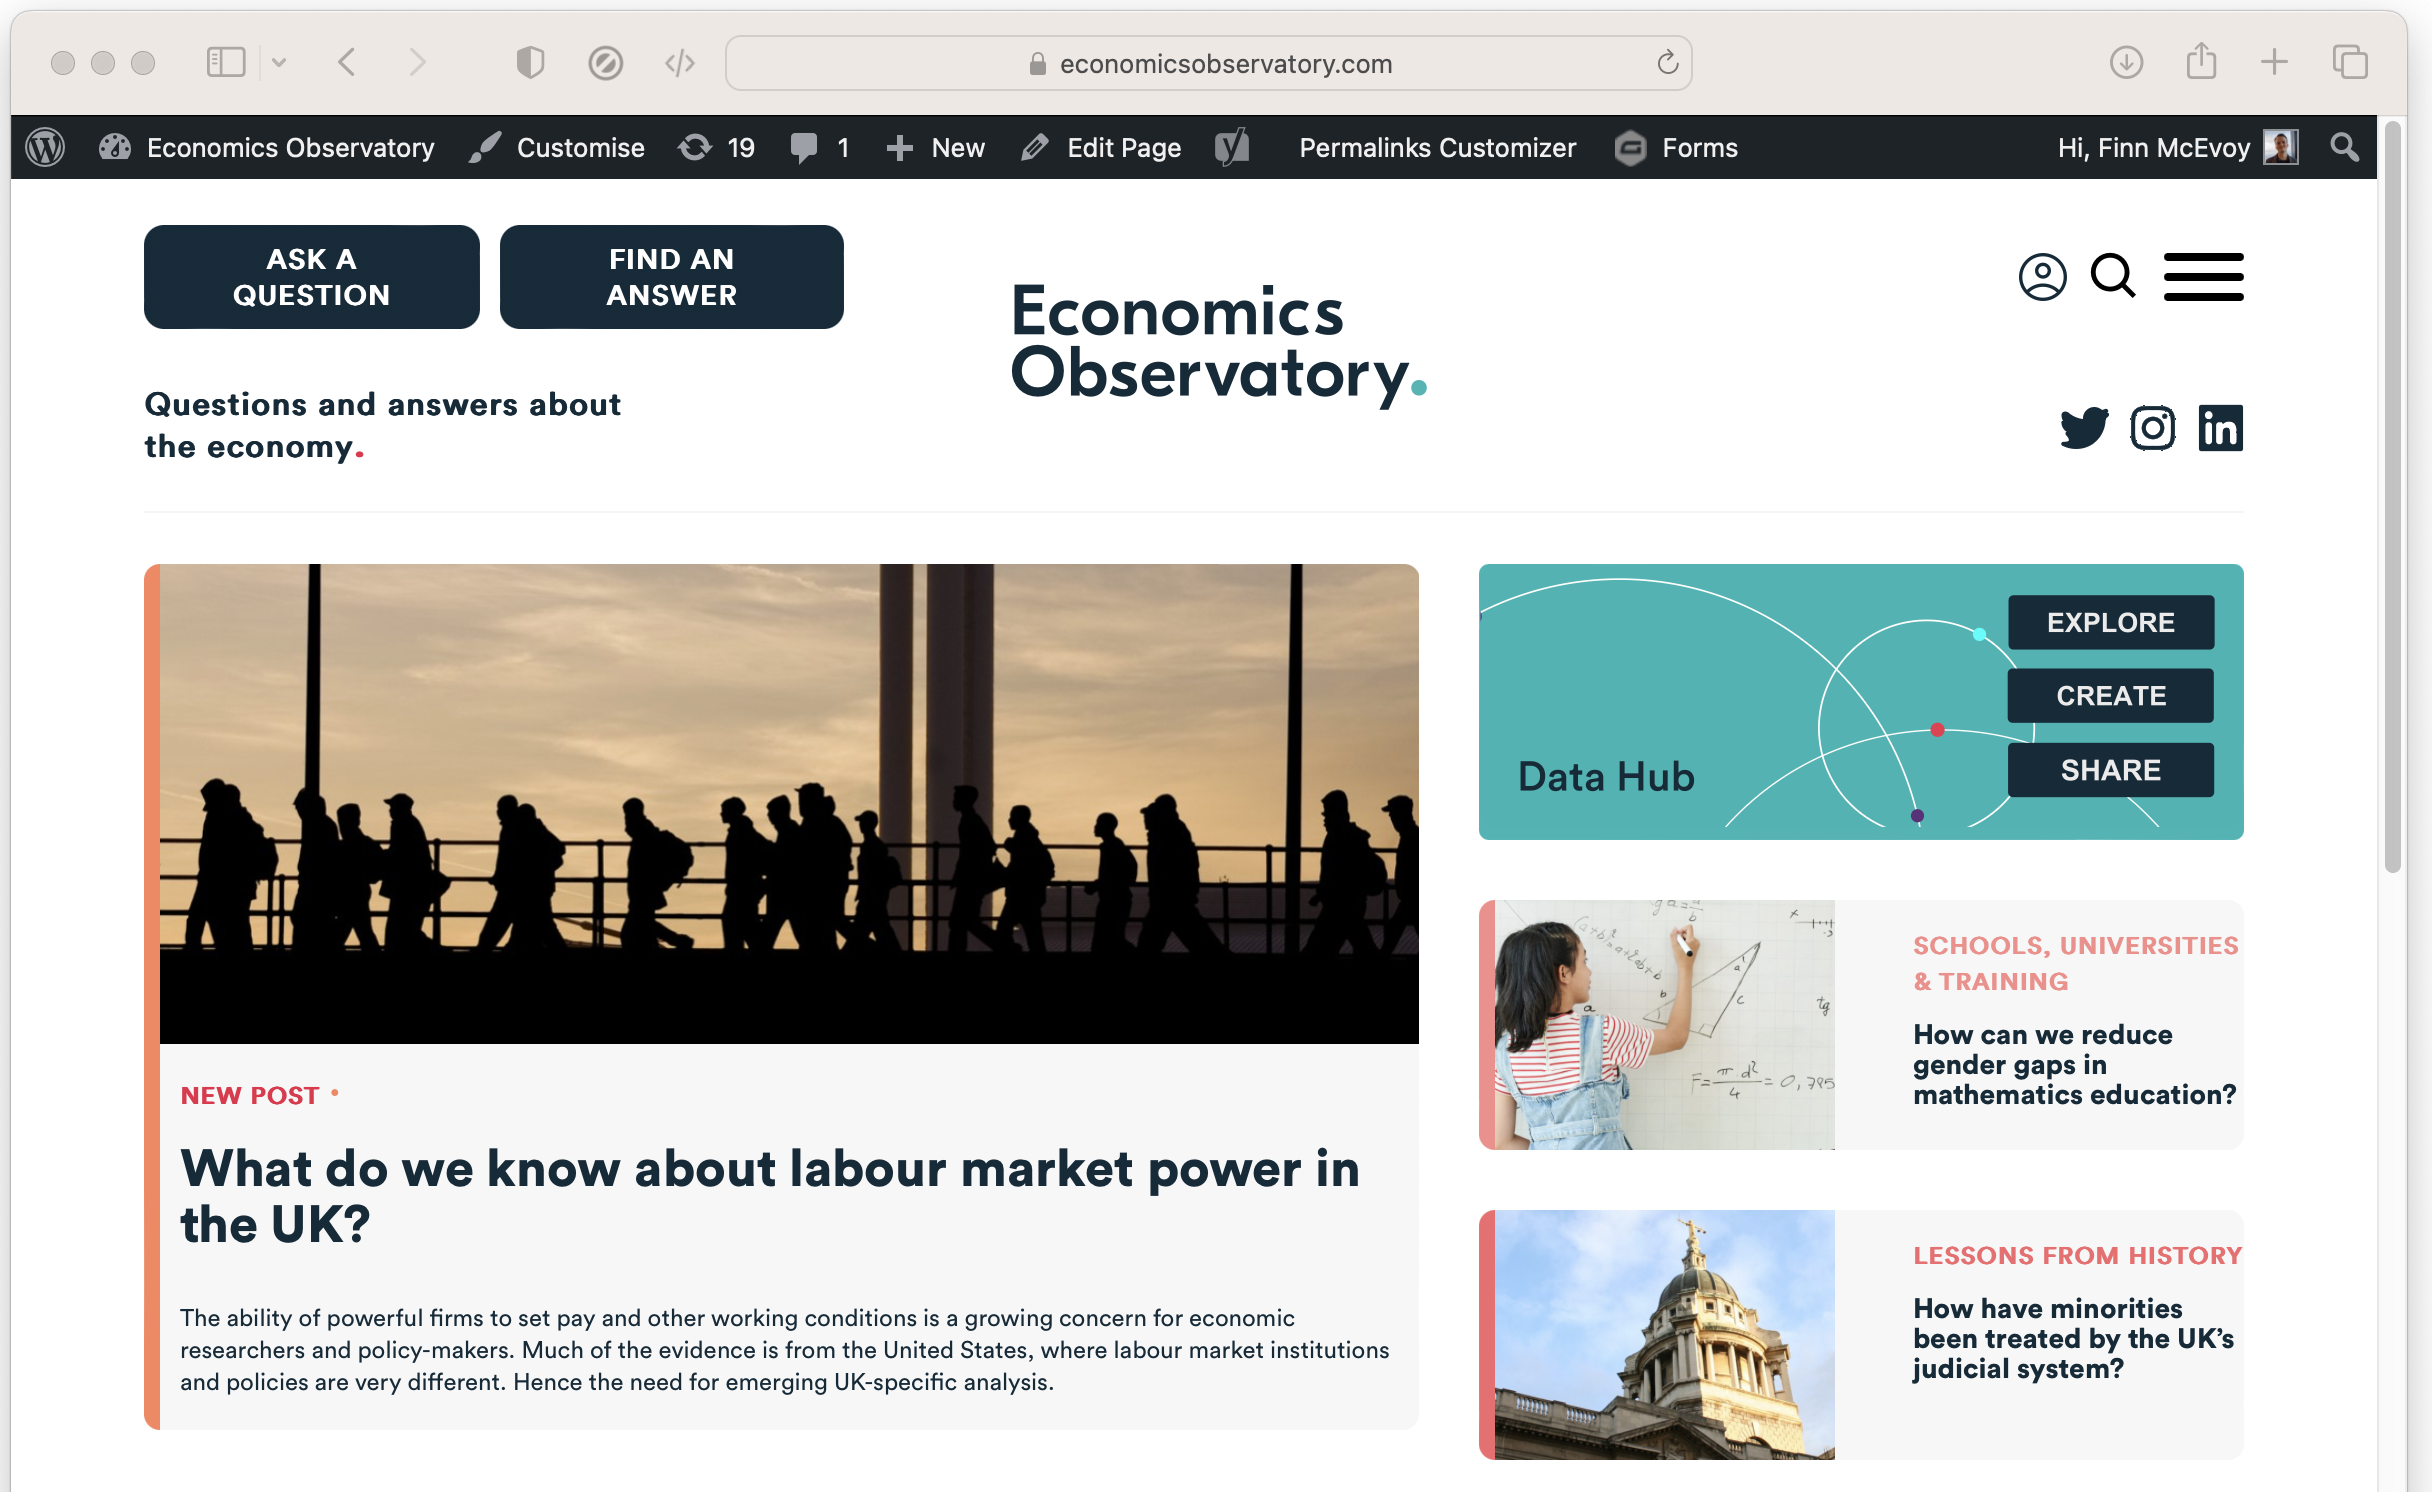 economicsobservatory.com
Economics Observatory Customise 19 1 New Edit Page Permalinks Customizer Forms Hi, Finn McEvoy
ASK A
QUESTION
FIND AN
ANSWER
Economics
Observatory.
Questions and answers about
the economy.
NEW POST
What do we know about labour market power in
the UK?
The ability of powerful firms to set pay and other working conditions is a growing concern for economic
researchers and policy-makers. Much of the evidence is from the United States, where labour market institutions
and policies are very different. Hence the need for emerging UK-specific analysis.
Data Hub
EXPLORE
CREATE
SHARE
SCHOOLS, UNIVERSITIES
& TRAINING
How can we reduce
gender gaps in
mathematics education?
LESSONS FROM HISTORY
How have minorities
been treated by the UK’s
judicial system?